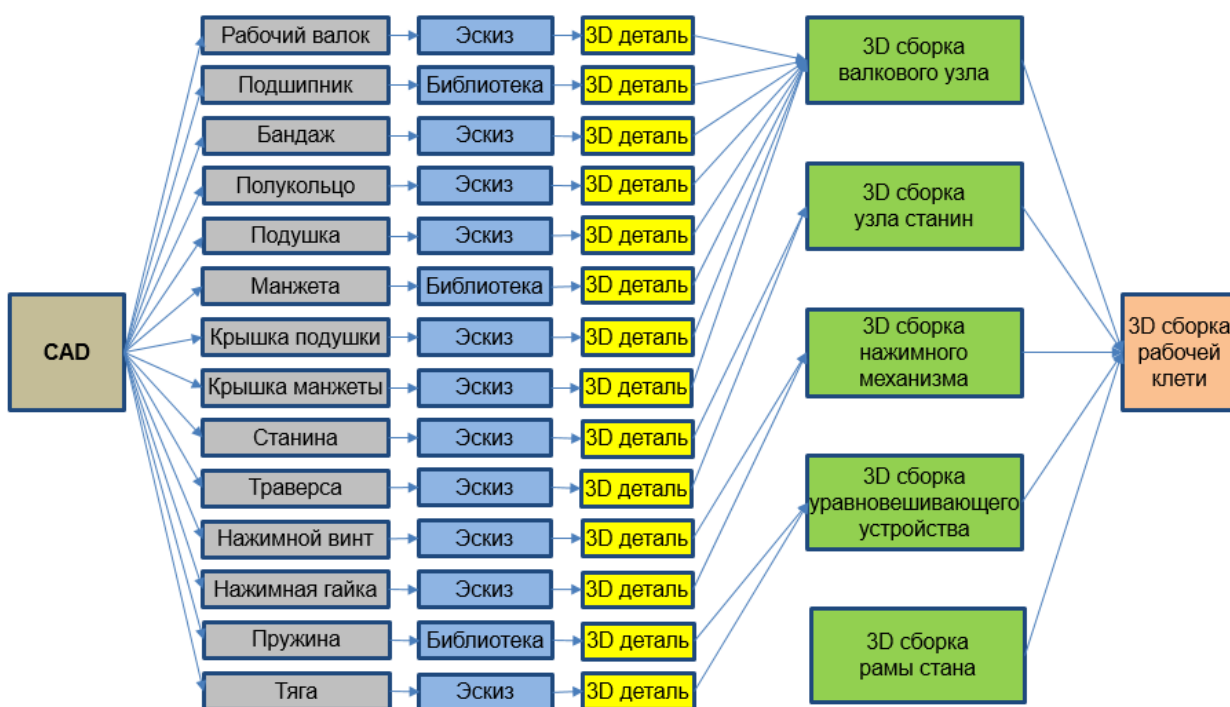 CAD
Рабочий валок
Эскиз
3D деталь
Подшипник
Библиотека
3D деталь
Бандаж
Эскиз
3D деталь
Полукольцо
Эскиз
3D деталь
Подушка
Эскиз
3D деталь
Манжета
Библиотека
3D деталь
Крышка подушки
Эскиз
3D деталь
Крышка манжеты
Эскиз
3D деталь
Станина
Эскиз
3D деталь
Траверса
Эскиз
3D деталь
Нажимной винт
Эскиз
3D деталь
Нажимная гайка
Эскиз
3D деталь
Пружина
Библиотека
3D деталь
Тяга
Эскиз
3D деталь
3D сборка
валкового узла
3D сборка
узла станин
3D сборка
нажимного
механизма
3D сборка
уравновешивающего
устройства
3D сборка
рамы стана
3D сборка
рабочей
клети